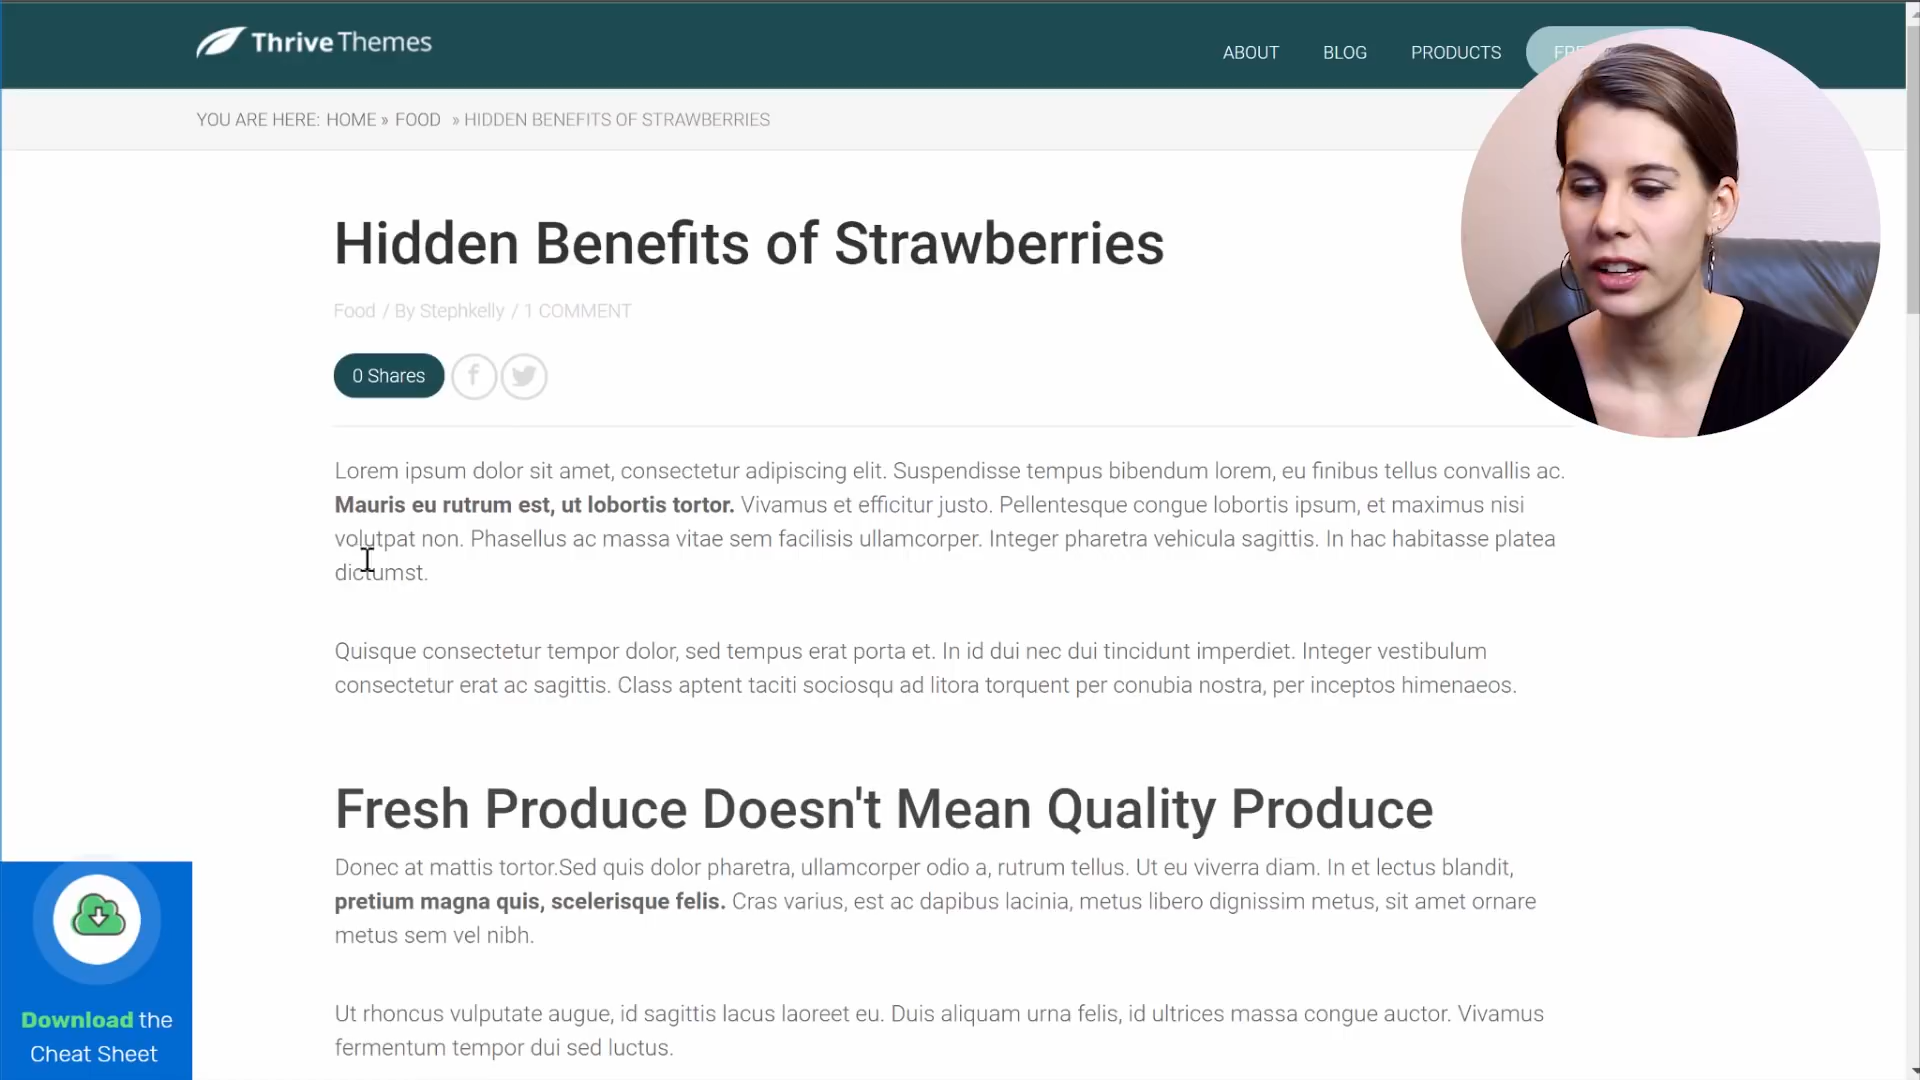 Thrive Themes
ABOUT
BLOG
PRODUCTS
YOU ARE HERE: HOME » FOOD » HIDDEN BENEFITS OF STRAWBERRIES
Hidden Benefits of Strawberries
Food / By Stephkelly / 1 COMMENT
0 Shares
Lorem ipsum dolor sit amet, consectetur adipiscing elit. Suspendisse tempus bibendum lorem, eu finibus tellus convallis ac.
Mauris eu rutrum est, ut lobortis tortor. Vivamus et efficitur justo. Pellentesque congue lobortis ipsum, et maximus nisi
volutpat non. Phasellus ac massa vitae sem facilisis ullamcorper. Integer pharetra vehicula sagittis. In hac habitasse platea
dictumst.
Quisque consectetur tempor dolor, sed tempus erat porta et. In id dui nec dui tincidunt imperdiet. Integer vestibulum
consectetur erat ac sagittis. Class aptent taciti sociosqu ad litora torquent per conubia nostra, per inceptos himenaeos.
Fresh Produce Doesn't Mean Quality Produce
Donec at mattis tortor.Sed quis dolor pharetra, ullamcorper odio a, rutrum tellus. Ut eu viverra diam. In et lectus blandit,
pretium magna quis, scelerisque felis. Cras varius, est ac dapibus lacinia, metus libero dignissim metus, sit amet ornare
metus sem vel nibh.
Ut rhoncus vulputate augue, id sagittis lacus laoreet eu. Duis aliquam urna felis, id ultrices massa congue auctor. Vivamus
fermentum tempor dui sed luctus.
Download the
Cheat Sheet